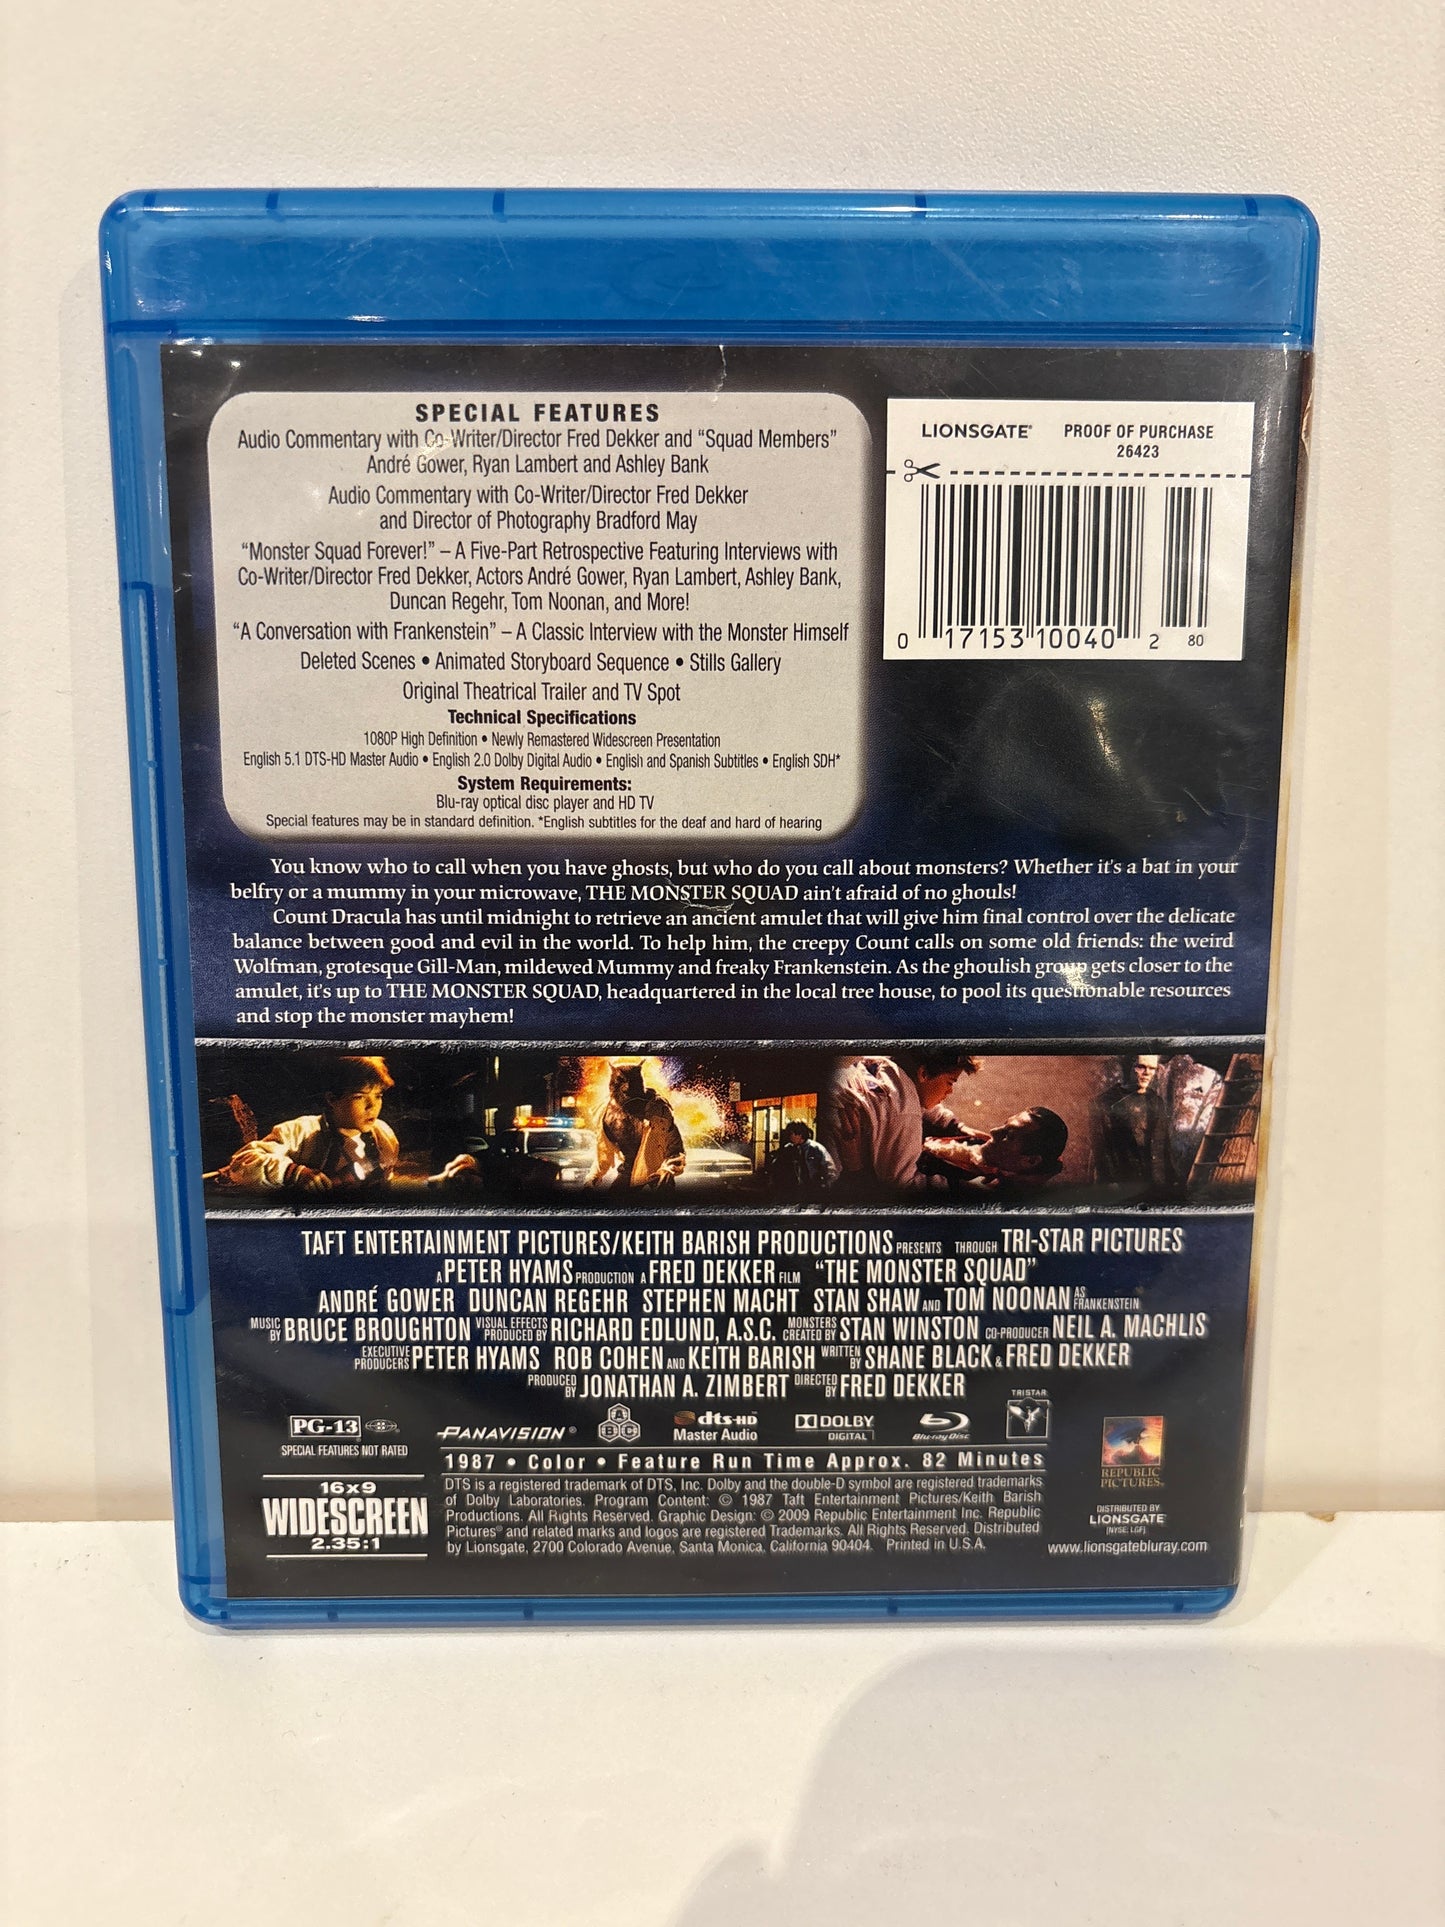 SPECIAL FEATURES
Audio Commentary with Co-Writer/Director Fred Dekker and “Squad Members”
André Gower, Ryan Lambert and Ashley Bank
Audio Commentary with Co-Writer/Director Fred Dekker
and Director of Photography Bradford May
“Monster Squad Forever!” – A Five-Part Retrospective Featuring Interviews with
Co-Writer/Director Fred Dekker, Actors André Gower, Ryan Lambert, Ashley Bank,
Duncan Regehr, Tom Noonan, and More!
“A Conversation with Frankenstein” – A Classic Interview with the Monster Himself
Deleted Scenes • Animated Storyboard Sequence • Stills Gallery
Original Theatrical Trailer and TV Spot
Technical Specifications
1080P High Definition • Newly Remastered Widescreen Presentation
English 5.1 DTS-HD Master Audio • English 2.0 Dolby Digital Audio • English and Spanish Subtitles • English SDH*
System Requirements:
Blu-ray optical disc player and HD TV
Special features may be in standard definition. *English subtitles for the deaf and hard of hearing
LIONSGATE® PROOF OF PURCHASE
26423
0 17153 10040 2 80
You know who to call when you have ghosts, but who do you call about monsters? Whether it's a bat in your
belfry or a mummy in your microwave, THE MONSTER SQUAD ain't afraid of no ghouls!
Count Dracula has until midnight to retrieve an ancient amulet that will give him final control over the delicate
balance between good and evil in the world. To help him, the creepy Count calls on some old friends: the weird
Wolfman, grotesque Gill-Man, mildewed Mummy and freaky Frankenstein. As the ghoulish group gets closer to the
amulet, it's up to THE MONSTER SQUAD, headquartered in the local tree house, to pool its questionable resources
and stop the monster mayhem!
TAFT ENTERTAINMENT PICTURES/KEITH BARISH PRODUCTIONS PRESENTS THROUGH TRI-STAR PICTURES
A PETER HYAMS PRODUCTION A FRED DEKKER FILM “THE MONSTER SQUAD”
ANDRÉ GOWER DUNCAN REGEHR STEPHEN MACHT STAN SHAW AND TOM NOONAN AS FRANKENSTEIN
MUSIC BY BRUCE BROUGHTON VISUAL EFFECTS PRODUCED BY RICHARD EDLUND, A.S.C. MONSTERS CREATED BY STAN WINSTON CO-PRODUCER NEIL A. MACHLIS
EXECUTIVE PRODUCERS PETER HYAMS ROB COHEN AND KEITH BARISH WRITTEN BY SHANE BLACK & FRED DEKKER
PRODUCED BY JONATHAN A. ZIMBERT DIRECTED BY FRED DEKKER
PG-13
SPECIAL FEATURES NOT RATED
PANAVISION®
ABC
dts-HD
Master Audio
DOLBY
DIGITAL
Blu-ray Disc
TRISTAR
16x9
WIDESCREEN
2.35:1
1987 • Color • Feature Run Time Approx. 82 Minutes
DTS is a registered trademark of DTS, Inc. Dolby and the double-D symbol are registered trademarks
of Dolby Laboratories. Program Content: © 1987 Taft Entertainment Pictures/Keith Barish
Productions. All Rights Reserved. Graphic Design: © 2009 Republic Entertainment Inc. Republic
Pictures® and related marks and logos are registered Trademarks. All Rights Reserved. Distributed
by Lionsgate, 2700 Colorado Avenue, Santa Monica, California 90404. Printed in U.S.A.
REPUBLIC
PICTURES
DISTRIBUTED BY
LIONSGATE
(NYSE: LGF)
www.lionsgatebluray.com